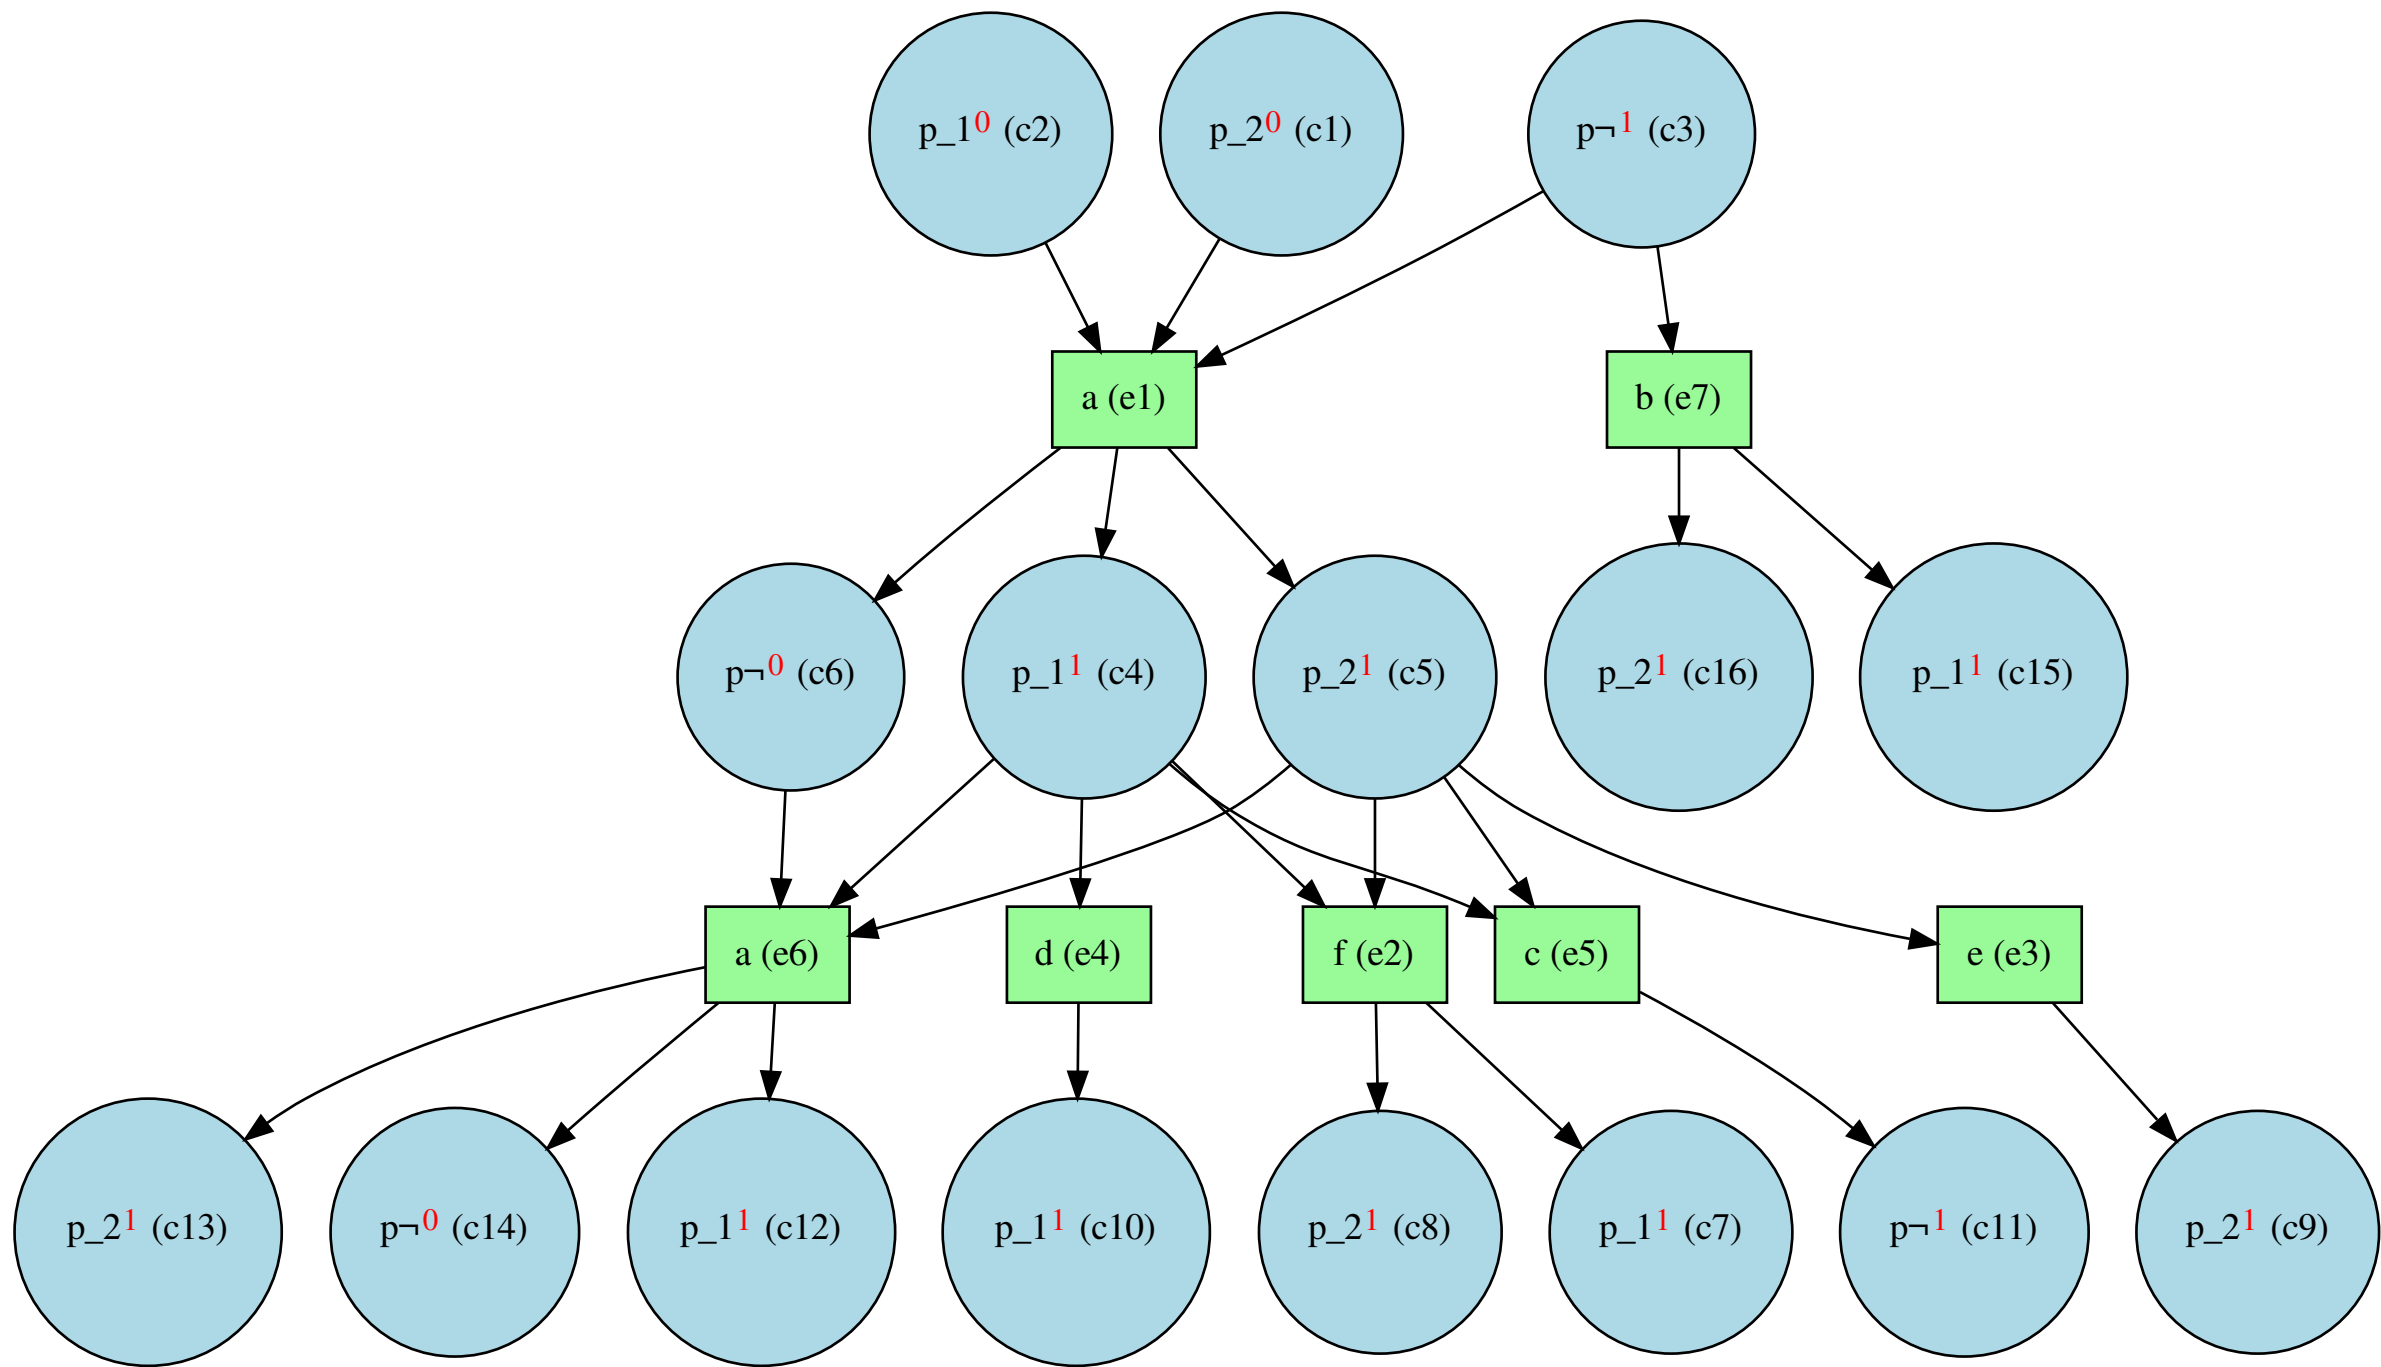 p_1⁰ (c2)
p_2⁰ (c1)
p¬¹ (c3)
a (e1)
b (e7)
p¬⁰ (c6)
p_1¹ (c4)
p_2¹ (c5)
p_2¹ (c16)
p_1¹ (c15)
a (e6)
d (e4)
f (e2)
c (e5)
e (e3)
p_2¹ (c13)
p¬⁰ (c14)
p_1¹ (c12)
p_1¹ (c10)
p_2¹ (c8)
p_1¹ (c7)
p¬¹ (c11)
p_2¹ (c9)